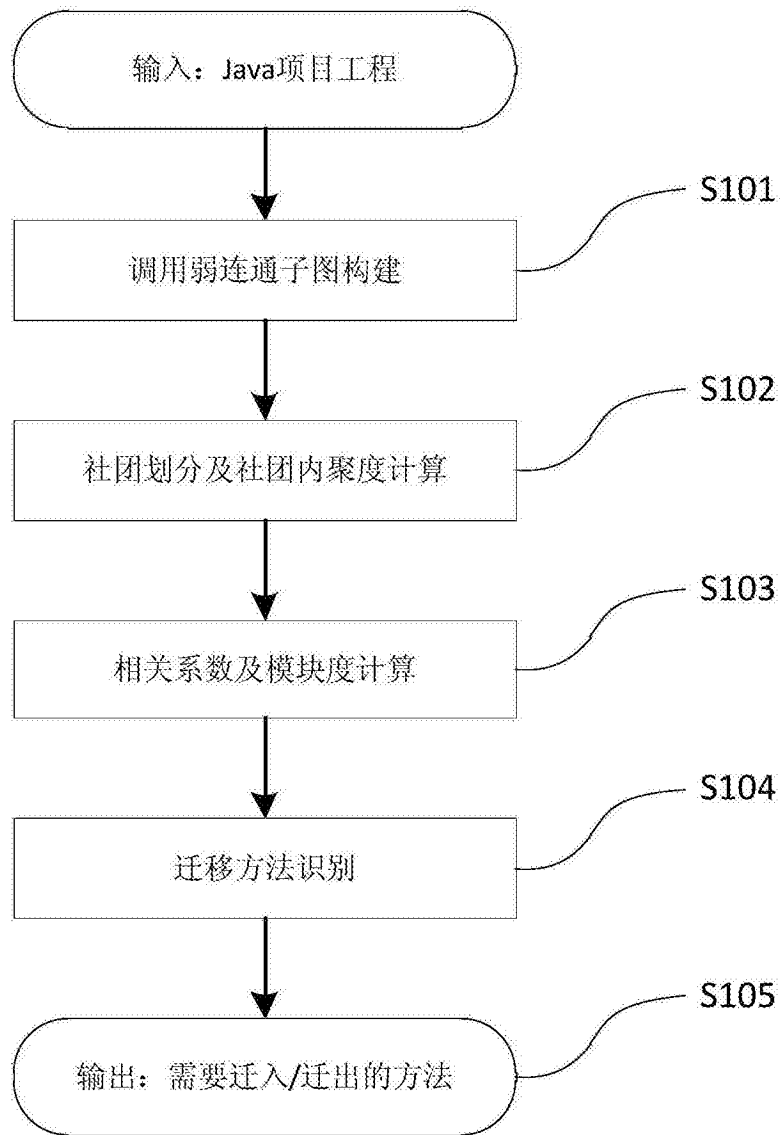 输入：Java项目工程
S101
调用弱连通子图构建
S102
社团划分及社团内聚度计算
S103
相关系数及模块度计算
S104
迁移方法识别
S105
输出：需要迁入/迁出的方法